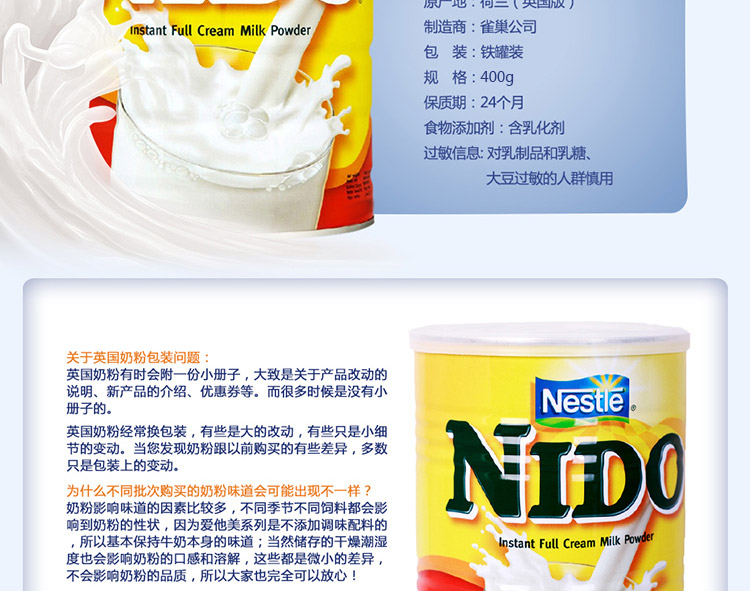 原产地：荷兰（英国版）
NIDO
Instant Full Cream Milk Powder
制造商：雀巢公司
包　装：铁罐装
规　格：400g
保质期：24个月
食物添加剂：含乳化剂
过敏信息: 对乳制品和乳糖、
大豆过敏的人群慎用
关于英国奶粉包装问题：
英国奶粉有时会附一份小册子，大致是关于产品改动的
说明、新产品的介绍、优惠券等。而很多时候是没有小
册子的。
英国奶粉经常换包装，有些是大的改动，有些只是小细
节的变动。当您发现奶粉跟以前购买的有些差异，多数
只是包装上的变动。
为什么不同批次购买的奶粉味道会可能出现不一样？
奶粉影响味道的因素比较多，不同季节不同饲料都会影
响到奶粉的性状，因为爱他美系列是不添加调味配料的
，所以基本保持牛奶本身的味道；当然储存的干燥潮湿
度也会影响奶粉的口感和溶解，这些都是微小的差异，
不会影响奶粉的品质，所以大家也完全可以放心！
Nestlé
NIDO
Instant Full Cream Milk Powder